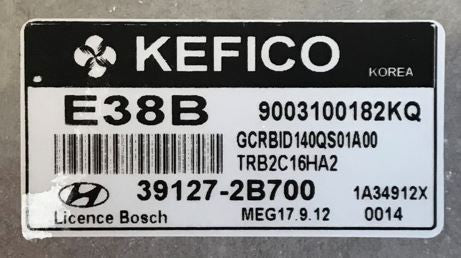 KEFICO
KOREA
E38B 9003100182KQ
GCRBID140QS01A00
TRB2C16HA2
39127-2B700 1A34912X
Licence Bosch MEG17.9.12 0014